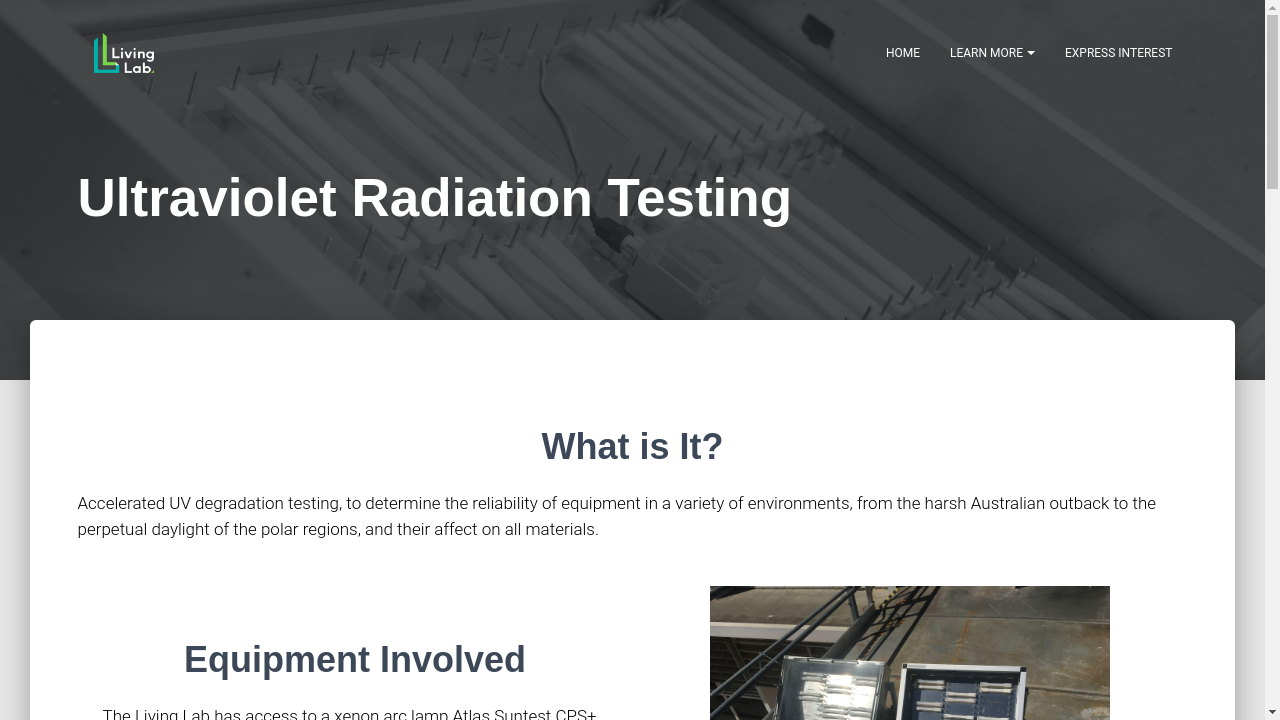 Living
Lab.
HOME
LEARN MORE
EXPRESS INTEREST
Ultraviolet Radiation Testing
What is It?
Accelerated UV degradation testing, to determine the reliability of equipment in a variety of environments, from the harsh Australian outback to the
perpetual daylight of the polar regions, and their affect on all materials.
Equipment Involved
The Living Lab has access to a xenon arc lamp Atlas Suntest CPS+